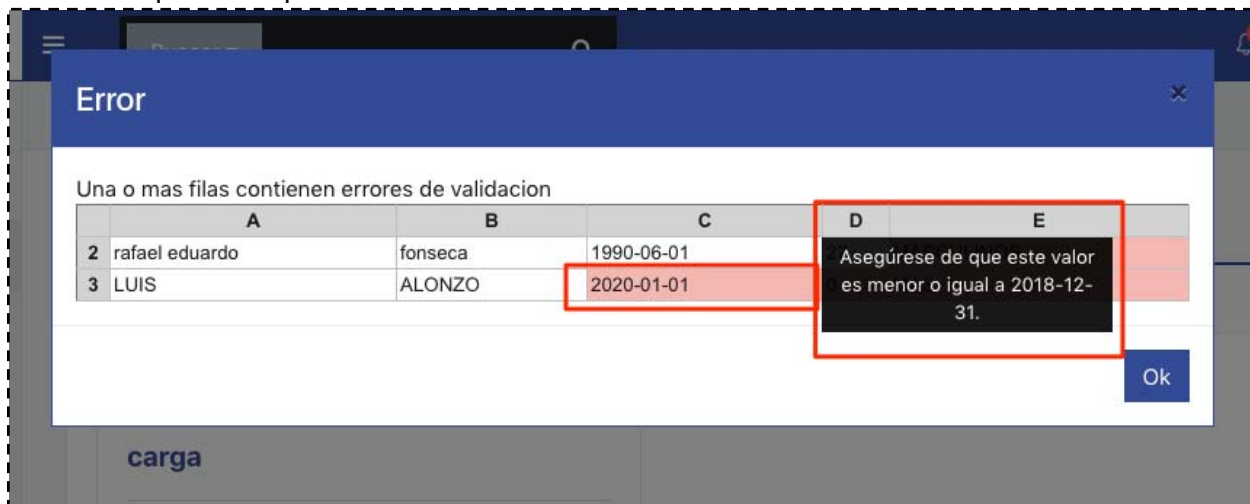 Error
×
Una o mas filas contienen errores de validacion
A B C D E
2 rafael eduardo fonseca 1990-06-01
3 LUIS ALONZO 2020-01-01
Asegúrese de que este valor
es menor o igual a 2018-12-
31.
Ok
carga